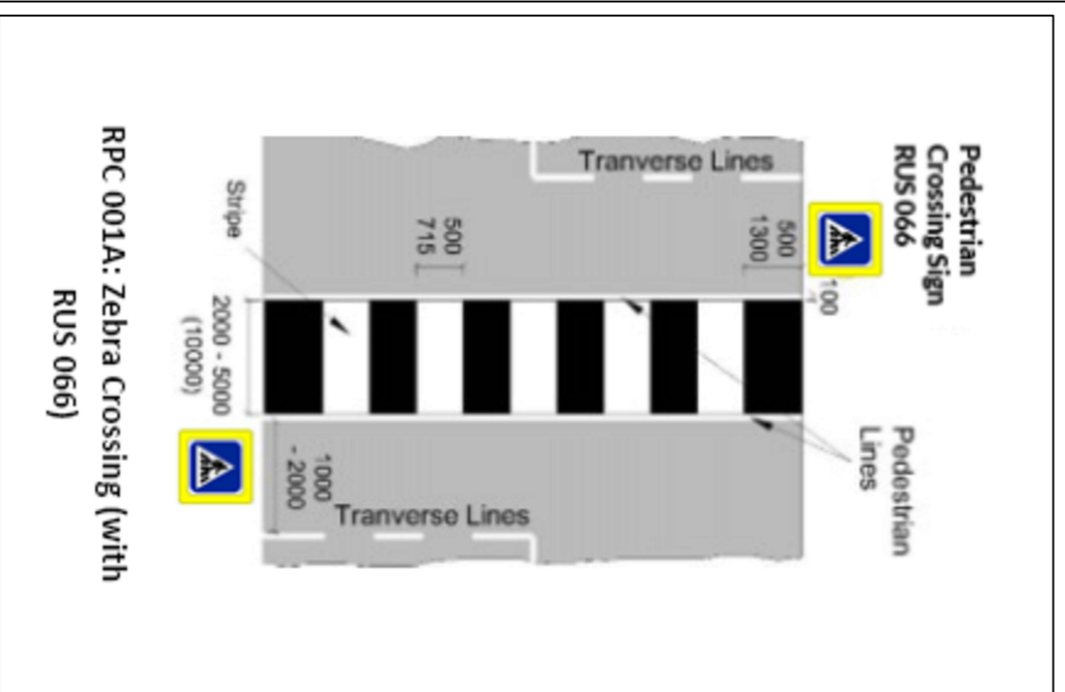 Pedestrian
Crossing Sign
RUS 066
Tranverse Lines
500
1300
100
500
715
Stripe
2000 - 5000
(10000)
Pedestrian
Lines
1000
- 2000
Tranverse Lines
RPC 001A: Zebra Crossing (with
RUS 066)